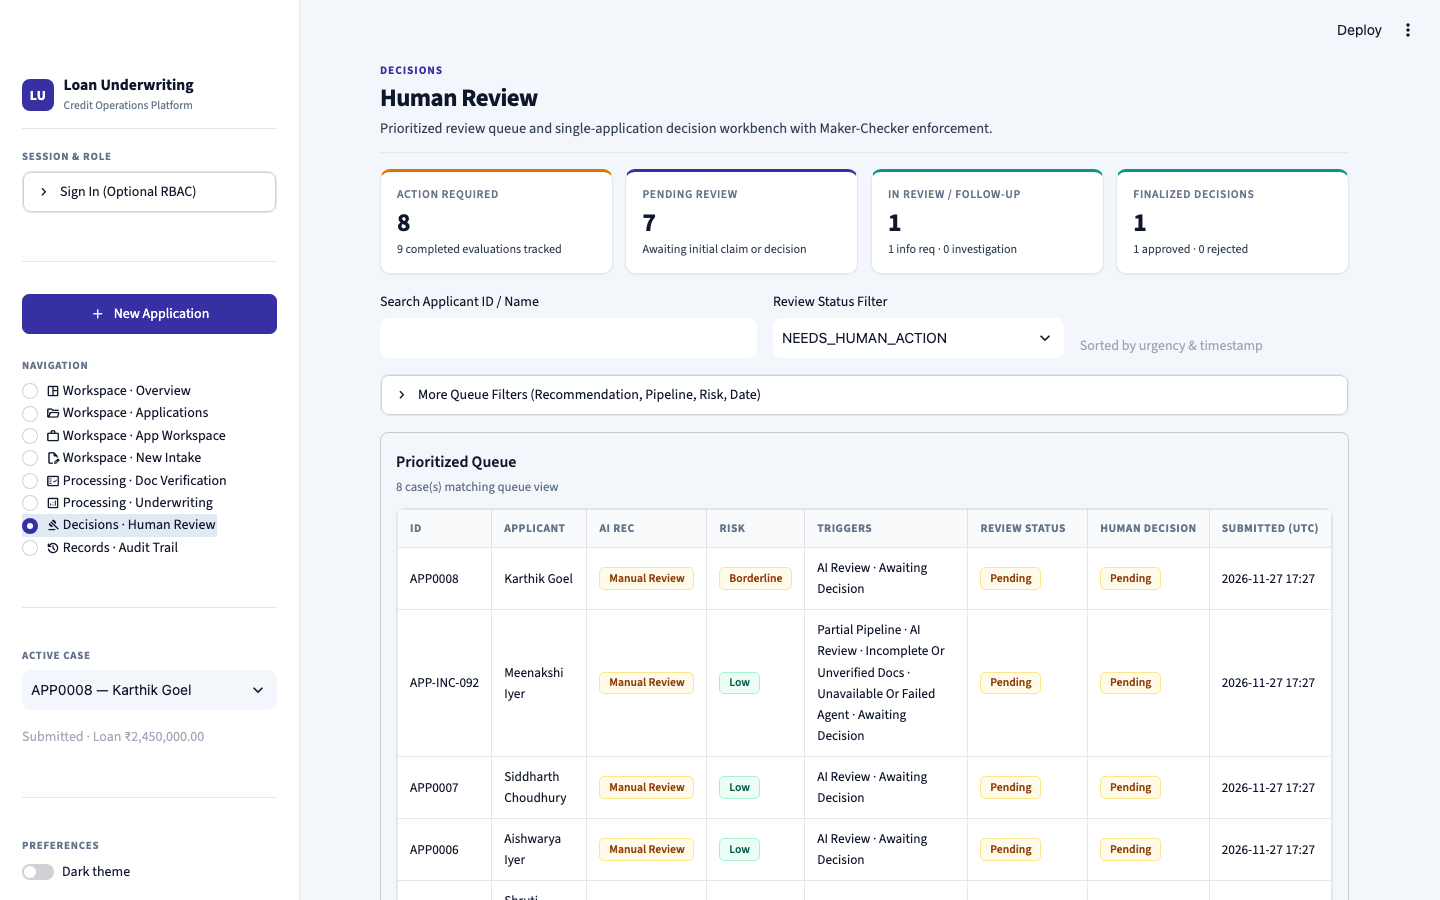 Deploy
LU
Loan Underwriting
Credit Operations Platform
SESSION & ROLE
Sign In (Optional RBAC)
New Application
NAVIGATION
Workspace · Overview
Workspace · Applications
Workspace · App Workspace
Workspace · New Intake
Processing · Doc Verification
Processing · Underwriting
Decisions · Human Review
Records · Audit Trail
ACTIVE CASE
APP0008 — Karthik Goel
Submitted · Loan ₹2,450,000.00
PREFERENCES
Dark theme
DECISIONS
Human Review
Prioritized review queue and single-application decision workbench with Maker-Checker enforcement.
ACTION REQUIRED
8
9 completed evaluations tracked
PENDING REVIEW
7
Awaiting initial claim or decision
IN REVIEW / FOLLOW-UP
1
1 info req · 0 investigation
FINALIZED DECISIONS
1
1 approved · 0 rejected
Search Applicant ID / Name
Review Status Filter
NEEDS_HUMAN_ACTION
Sorted by urgency & timestamp
More Queue Filters (Recommendation, Pipeline, Risk, Date)
Prioritized Queue
8 case(s) matching queue view
ID APPLICANT AI REC RISK TRIGGERS REVIEW STATUS HUMAN DECISION SUBMITTED (UTC)
APP0008 Karthik Goel Manual Review Borderline AI Review · Awaiting
Decision Pending Pending 2026-11-27 17:27
APP-INC-092 Meenakshi
Iyer Manual Review Low Partial Pipeline · AI
Review · Incomplete Or
Unverified Docs ·
Unavailable Or Failed
Agent · Awaiting
Decision Pending Pending 2026-11-27 17:27
APP0007 Siddharth
Choudhury Manual Review Low AI Review · Awaiting
Decision Pending Pending 2026-11-27 17:27
APP0006 Aishwarya
Iyer Manual Review Low AI Review · Awaiting
Decision Pending Pending 2026-11-27 17:27